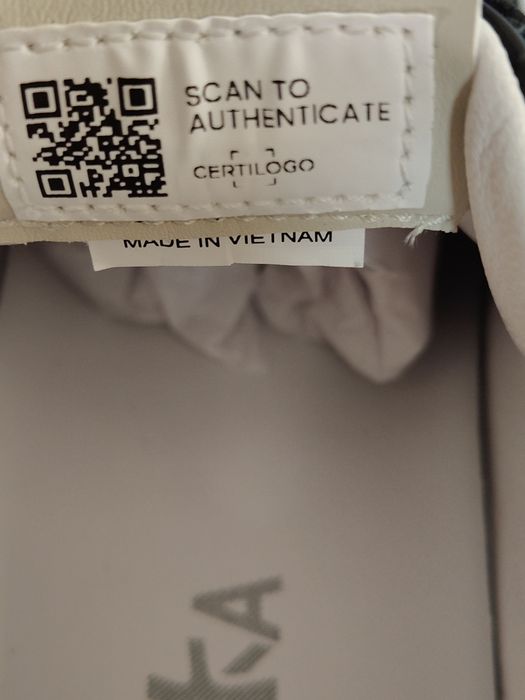 SCAN TO
AUTHENTICATE
CERTILOGO
MADE IN VIETNAM